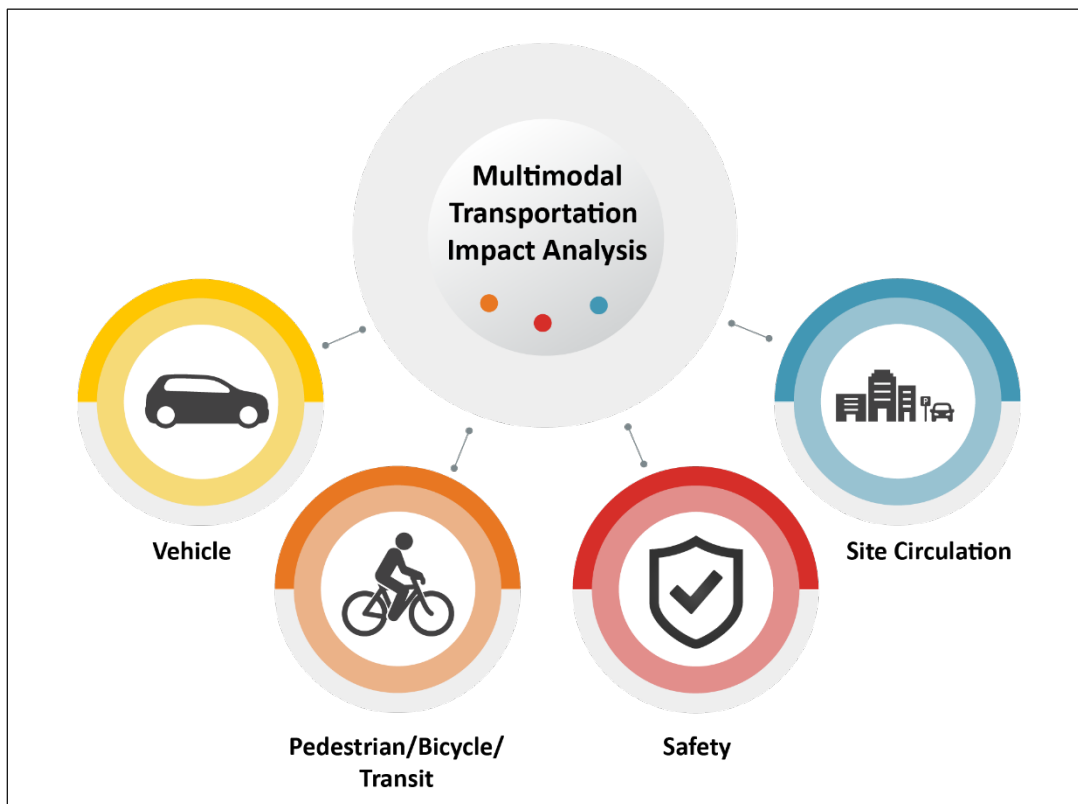 Multimodal
Transportation
Impact Analysis
Vehicle
Site Circulation
Pedestrian/Bicycle/
Transit
Safety
P